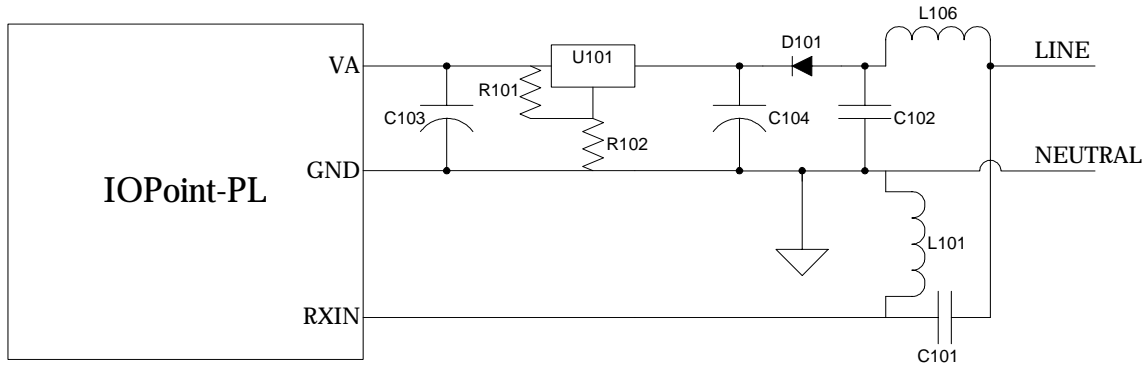 L106
LINE
D101
U101
VA
R101
C103
C104
C102
R102
NEUTRAL
GND
IOPoint-PL
L101
RXIN
C101